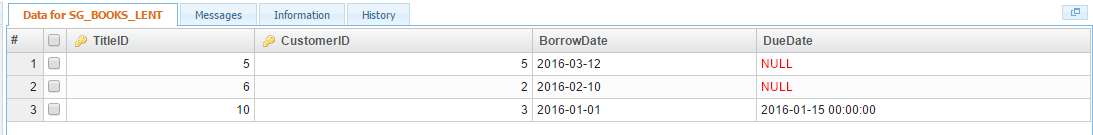 Data for SG_BOOKS_LENT Messages Information History
# TitleID CustomerID BorrowDate DueDate
1 5 5 2016-03-12 NULL
2 6 2 2016-02-10 NULL
3 10 3 2016-01-01 2016-01-15 00:00:00